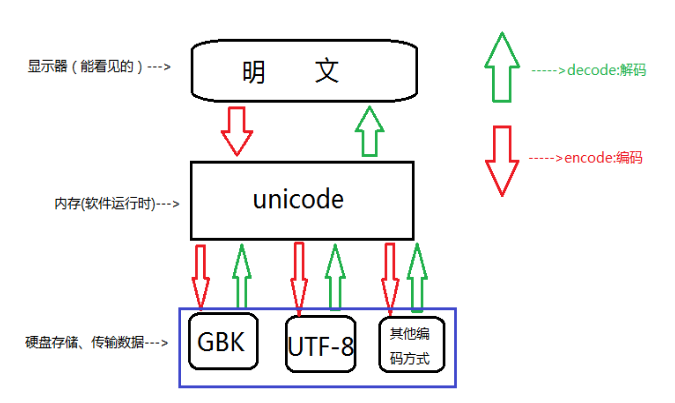 显示器（能看见的）--->
明 文
----->decode:解码
----->encode:编码
内存(软件运行时)--->
unicode
硬盘存储、传输数据--->
GBK
UTF-8
其他编
码方式